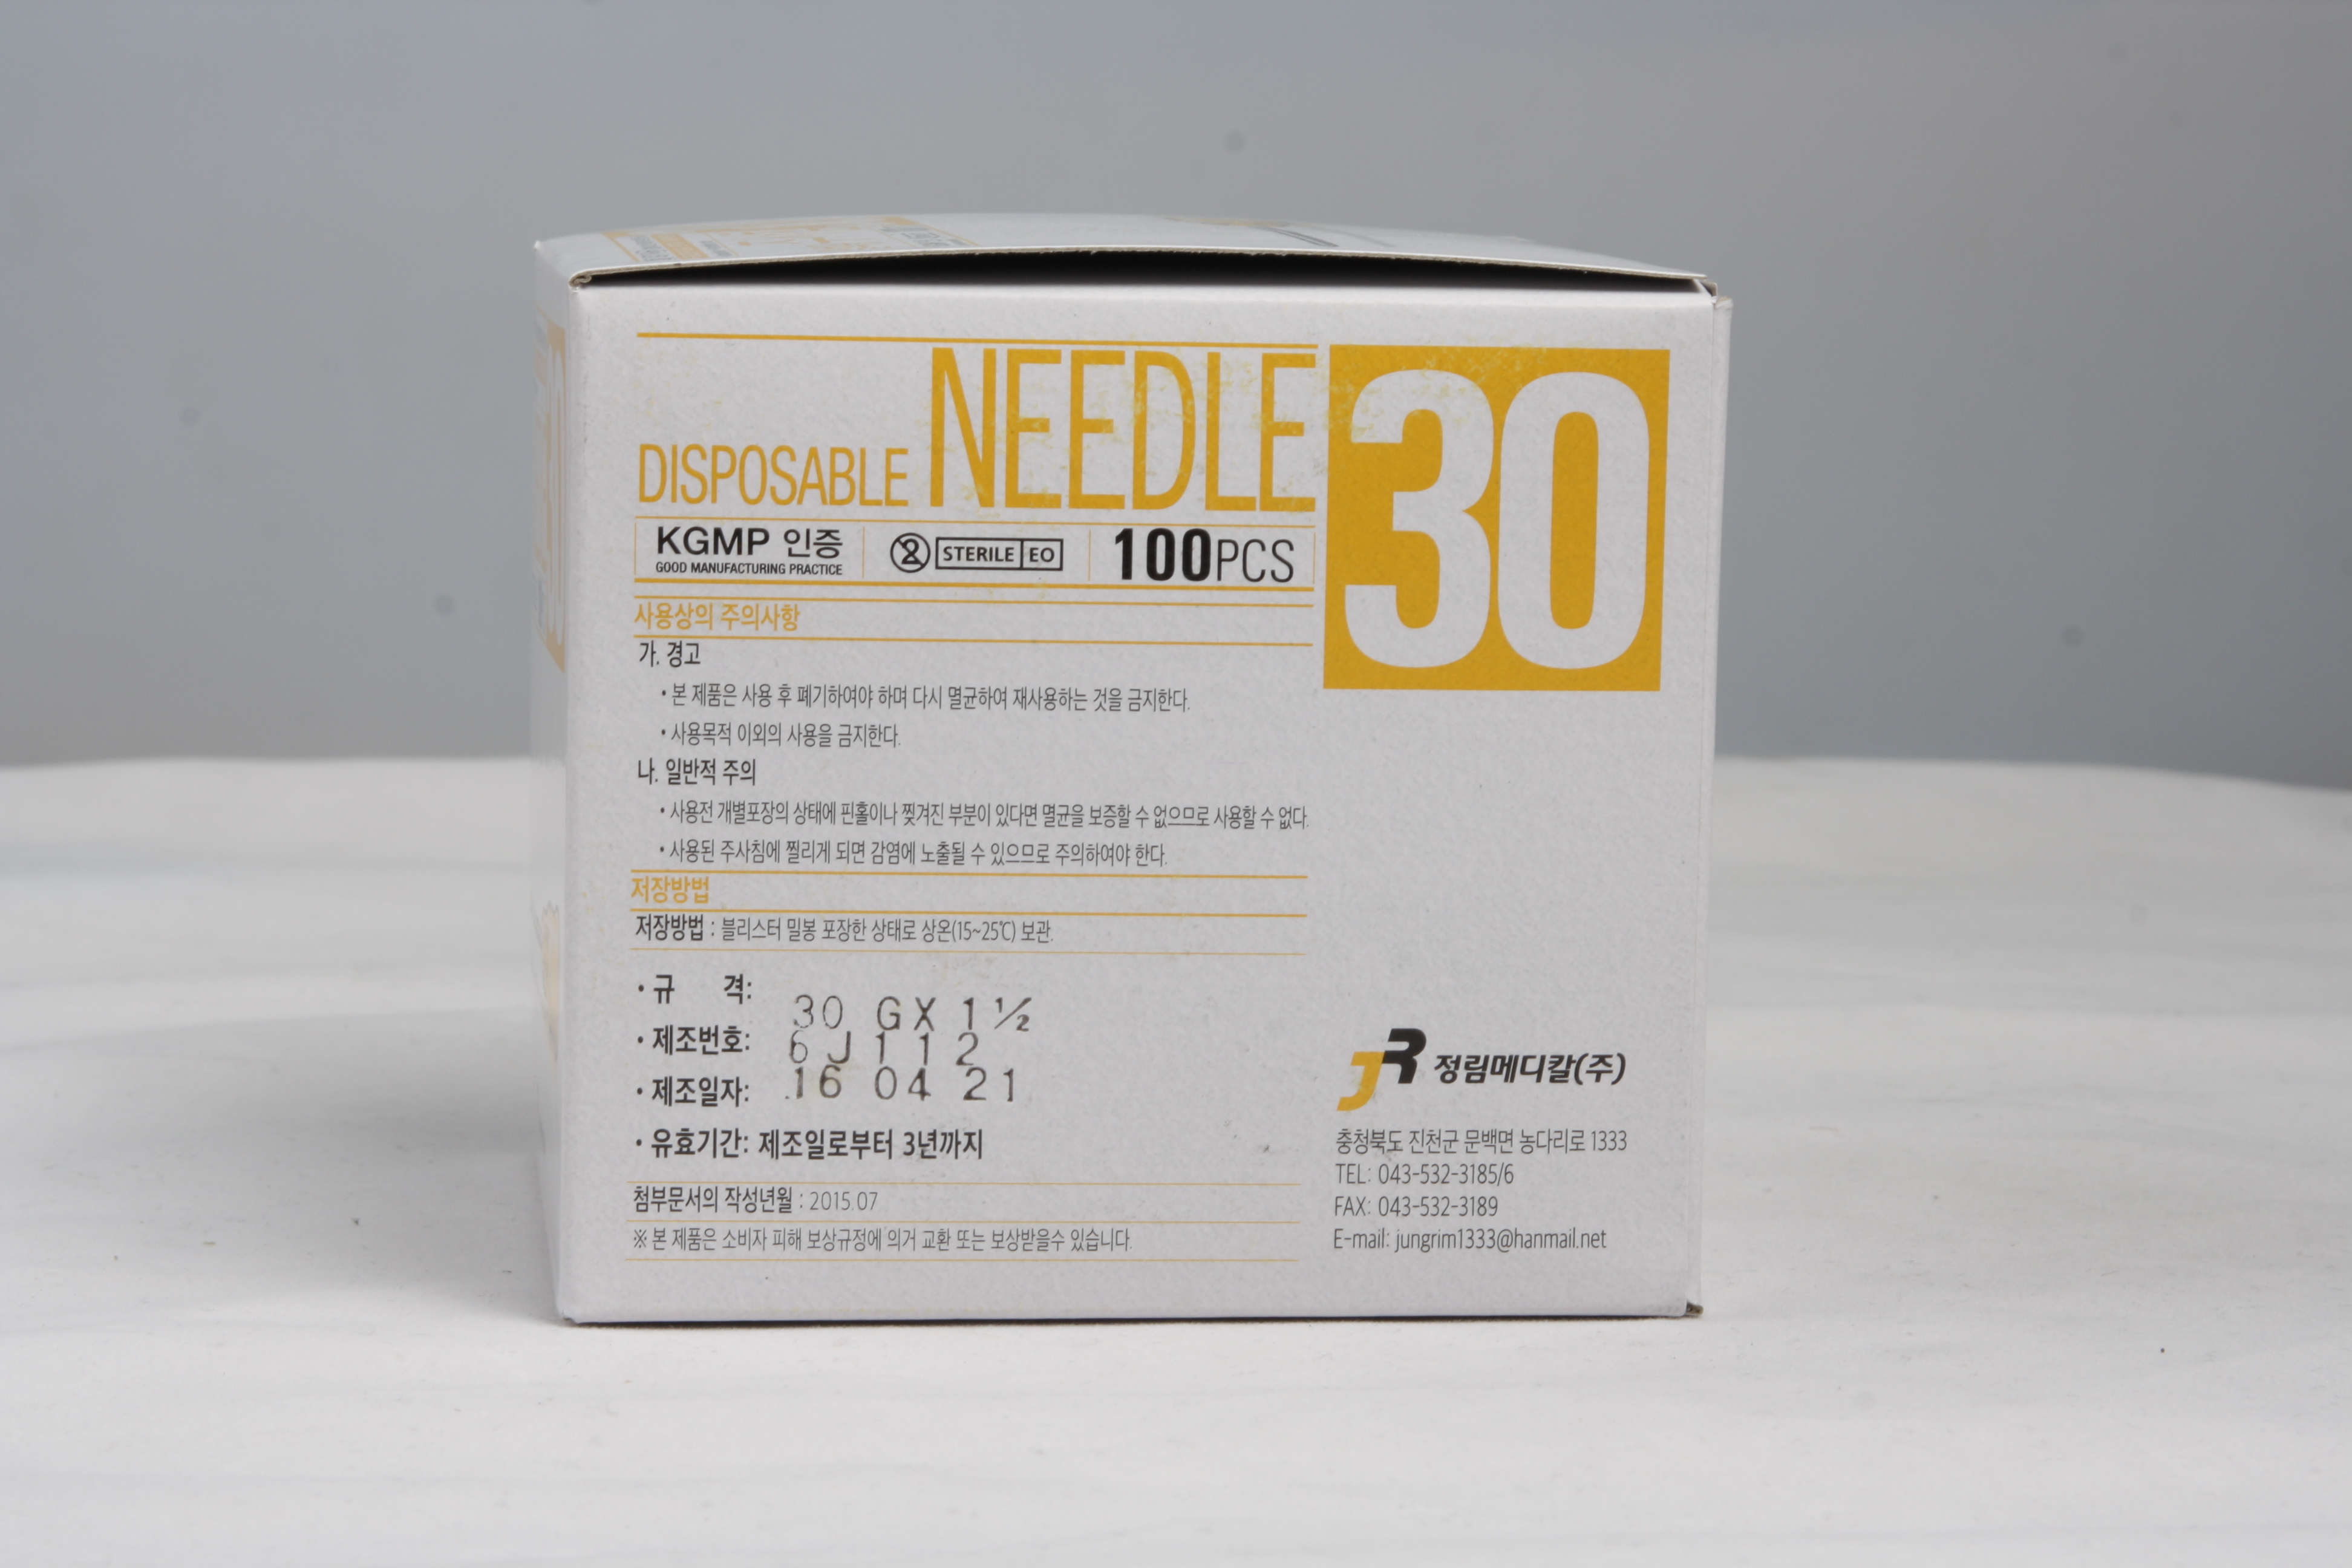 DISPOSABLE NEEDLE 30
KGMP 인증
GOOD MANUFACTURING PRACTICE
2 STERILE EO
100PCS
사용상의 주의사항
가. 경고
• 본 제품은 사용 후 폐기하여야 하며 다시 멸균하여 재사용하는 것을 금지한다.
• 사용목적 이외의 사용을 금지한다.
나. 일반적 주의
• 사용전 개별포장의 상태에 핀홀이나 찢겨진 부분이 있다면 멸균을 보증할 수 없으므로 사용할 수 없다.
• 사용된 주사침에 찔리게 되면 감염에 노출될 수 있으므로 주의하여야 한다.
저장방법
저장방법 : 블리스터 밀봉 포장한 상태로 상온(15~25℃) 보관.
• 규 격: 30 G X 1 ½
• 제조번호: 6 J 1 1 2
• 제조일자: 16 04 21
• 유효기간: 제조일로부터 3년까지
첨부문서의 작성년월 : 2015.07
※ 본 제품은 소비자 피해 보상규정에 의거 교환 또는 보상받을수 있습니다.
JR 정림메디칼(주)
충청북도 진천군 문백면 농다리로 1333
TEL: 043-532-3185/6
FAX: 043-532-3189
E-mail: jungrim1333@hanmail.net